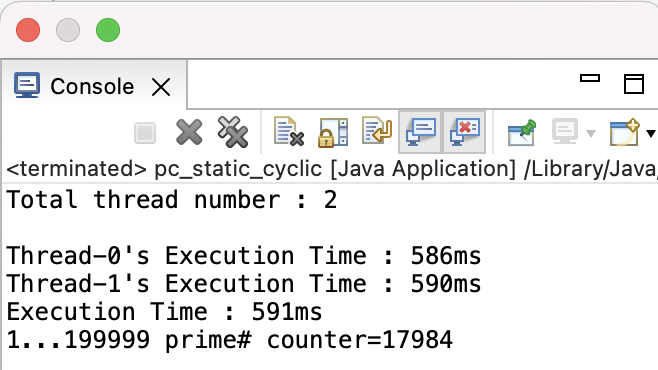 Console
<terminated> pc_static_cyclic [Java Application] /Library/Java/
Total thread number : 2
Thread-0's Execution Time : 586ms
Thread-1's Execution Time : 590ms
Execution Time : 591ms
1...199999 prime# counter=17984